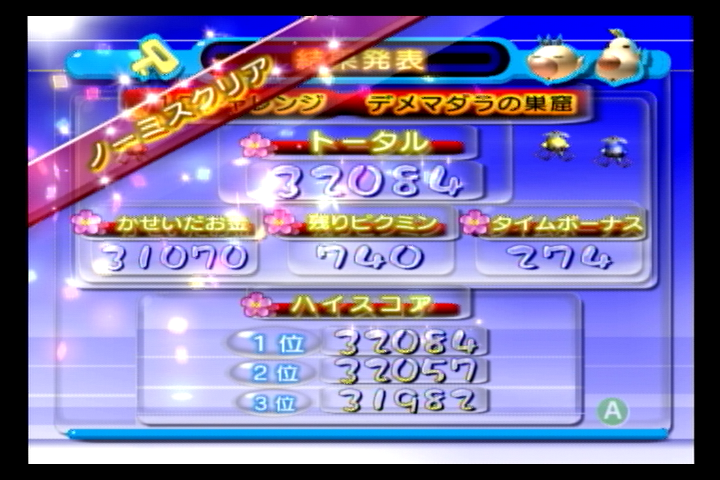 結果発表
ノーミスクリア
チャレンジ デメマダラの巣窟
トータル
32084
かせいだお金 残りピクミン タイムボーナス
31070 740 274
ハイスコア
1位 32084
2位 32057
3位 31982
A